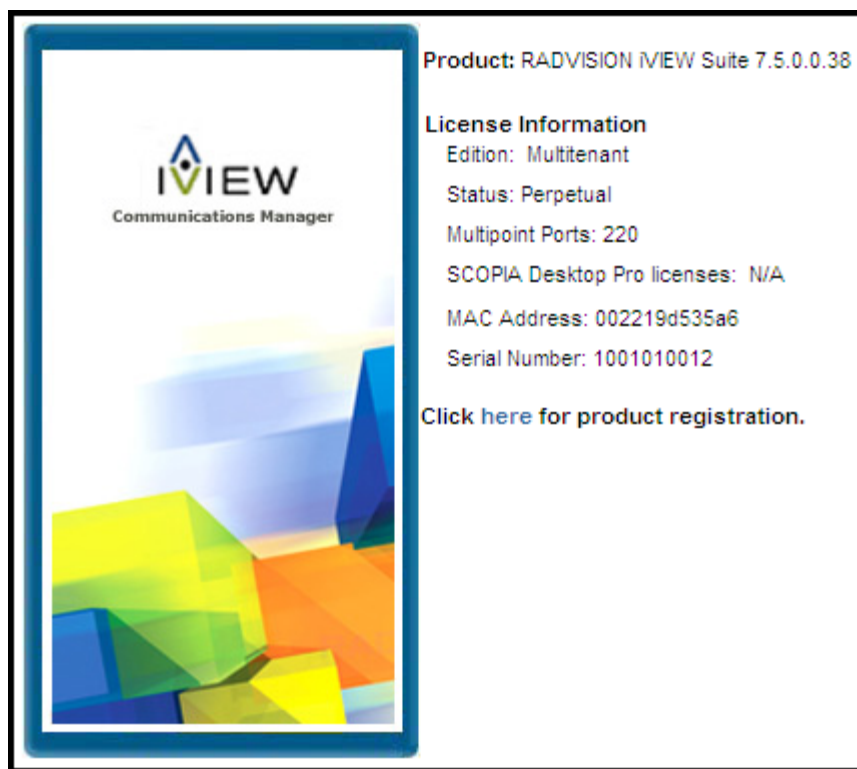 iVIEW
Communications Manager
Product: RADVISION iVIEW Suite 7.5.0.0.38
License Information
Edition: Multitenant
Status: Perpetual
Multipoint Ports: 220
SCOPIA Desktop Pro licenses: N/A
MAC Address: 002219d535a6
Serial Number: 1001010012
Click here for product registration.